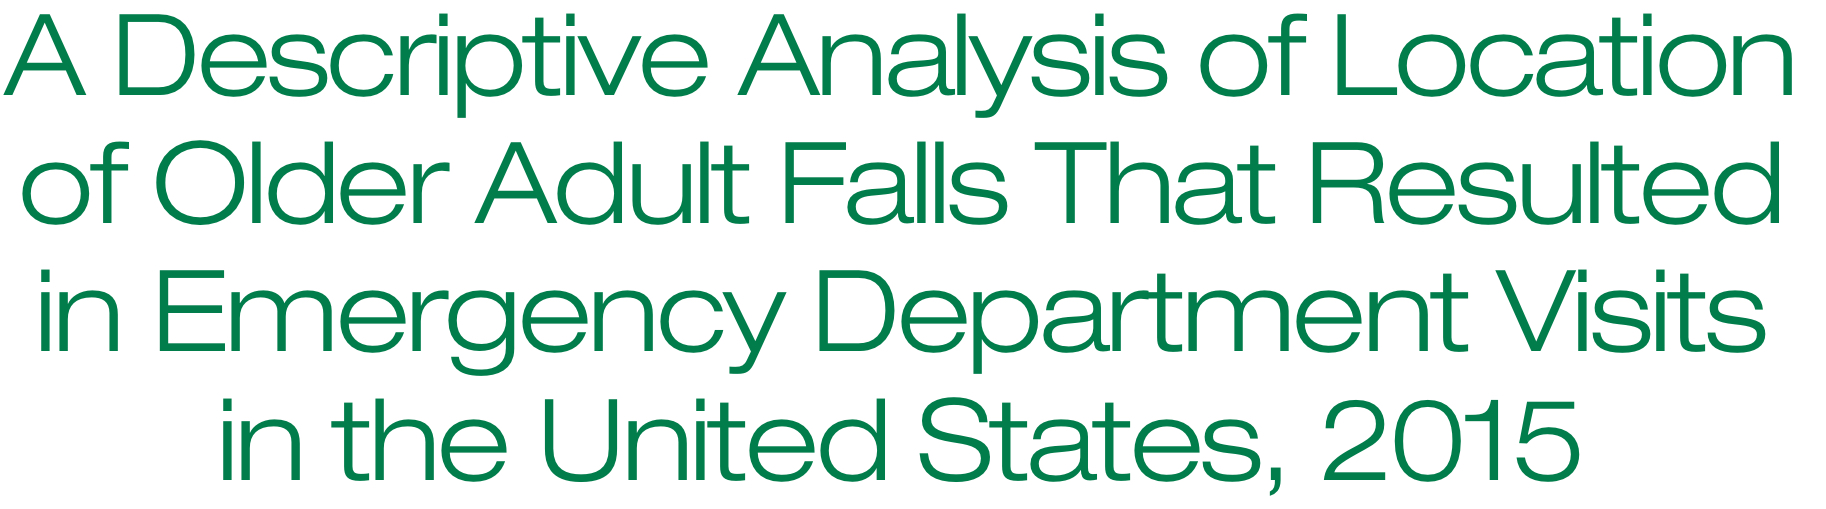 A Descriptive Analysis of Location
of Older Adult Falls That Resulted
in Emergency Department Visits
in the United States, 2015